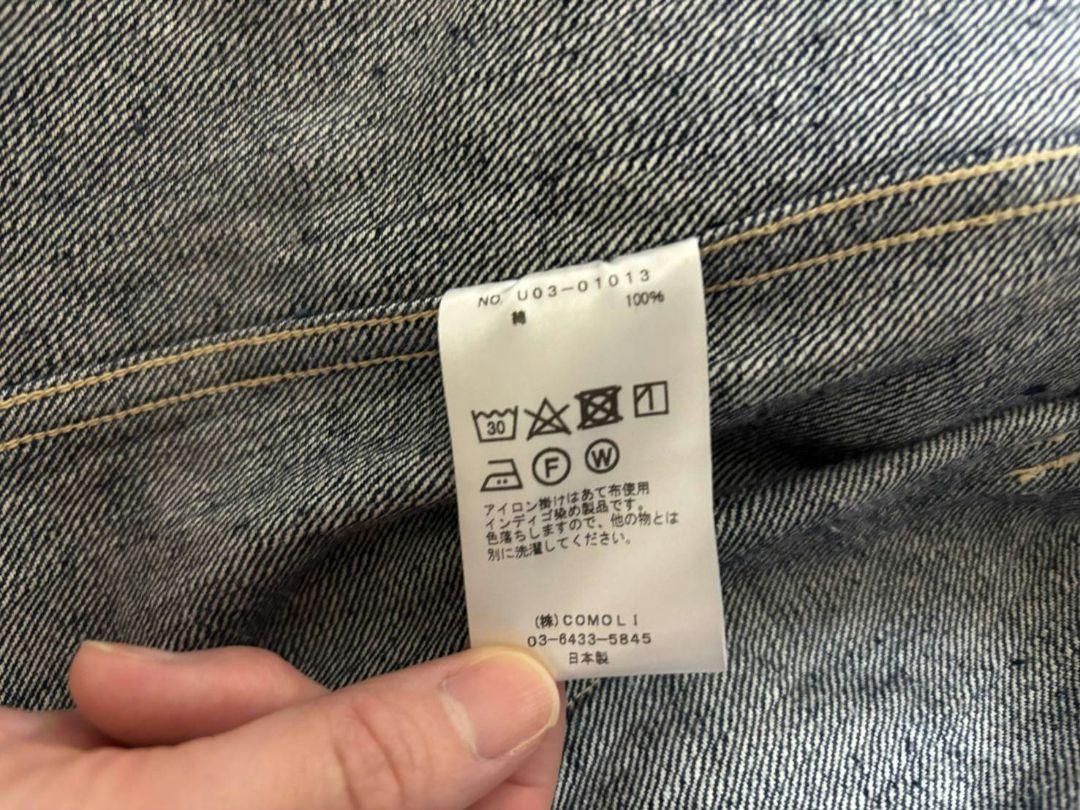 NO. U03-01013
綿 100%
30
F W
アイロン掛けはあて布使用
インディゴ染め製品です。
色落ちしますので、他の物とは
別に洗濯してください。
(株)COMOLI
03-6433-5845
日本製